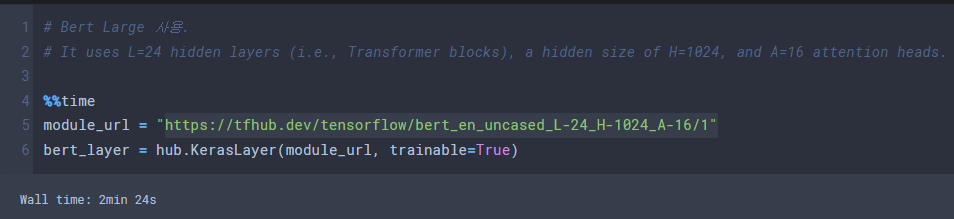 1 # Bert Large 사용.
2 # It uses L=24 hidden layers (i.e., Transformer blocks), a hidden size of H=1024, and A=16 attention heads.
3
4 %%time
5 module_url = "https://tfhub.dev/tensorflow/bert_en_uncased_L-24_H-1024_A-16/1"
6 bert_layer = hub.KerasLayer(module_url, trainable=True)
Wall time: 2min 24s